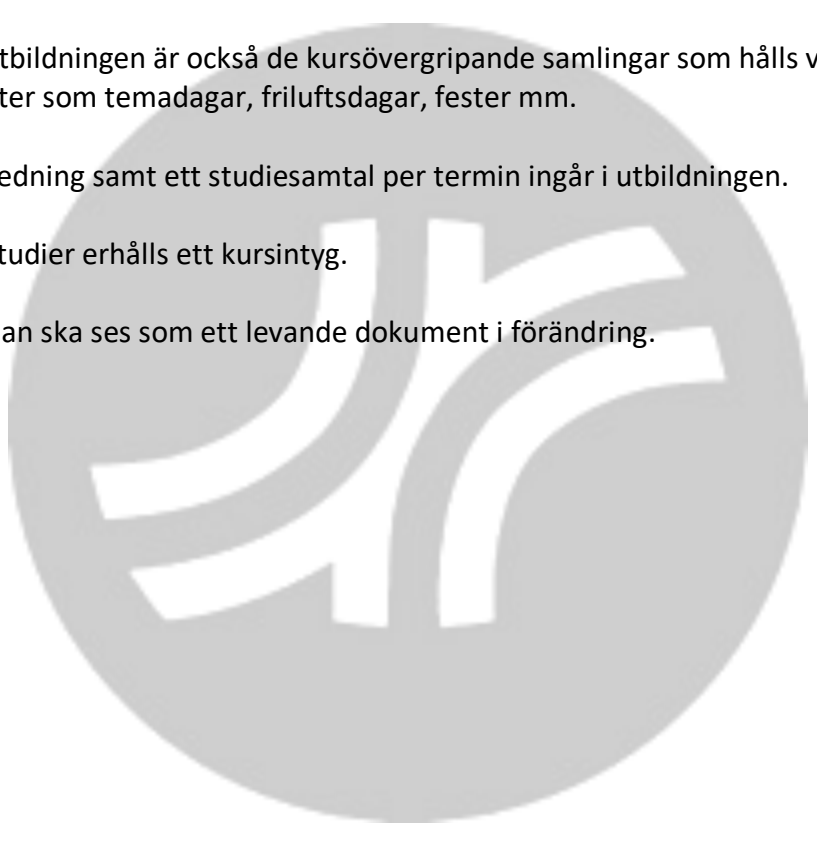 tbildningen är också de kursövergripande samlingar som hålls v
ter som temadagar, friluftsdagar, fester mm.
edning samt ett studiesamtal per termin ingår i utbildningen.
tudier erhålls ett kursintyg.
an ska ses som ett levande dokument i förändring.